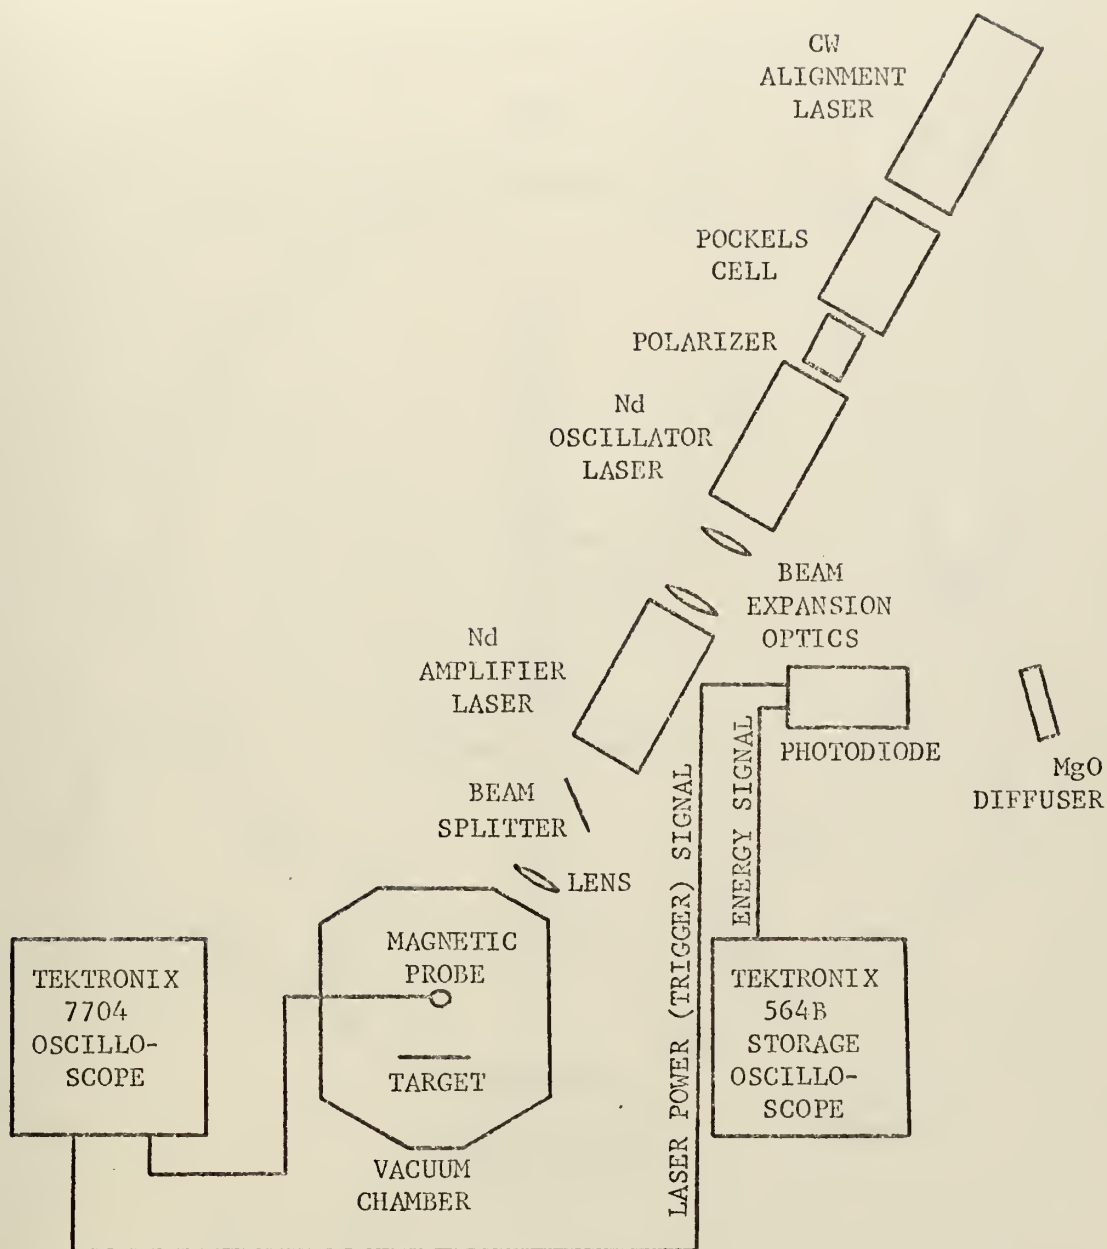 CW
ALIGNMENT
LASER
POCKELS
CELL
POLARIZER
Nd
OSCILLATOR
LASER
BEAM
EXPANSION
OPTICS
Nd
AMPLIFIER
LASER
PHOTODIODE
MgO
DIFFUSER
BEAM
SPLITTER
LENS
ENERGY SIGNAL
LASER POWER (TRIGGER) SIGNAL
MAGNETIC
PROBE
TARGET
VACUUM
CHAMBER
TEKTRONIX
7704
OSCILLO-
SCOPE
TEKTRONIX
564B
STORAGE
OSCILLO-
SCOPE